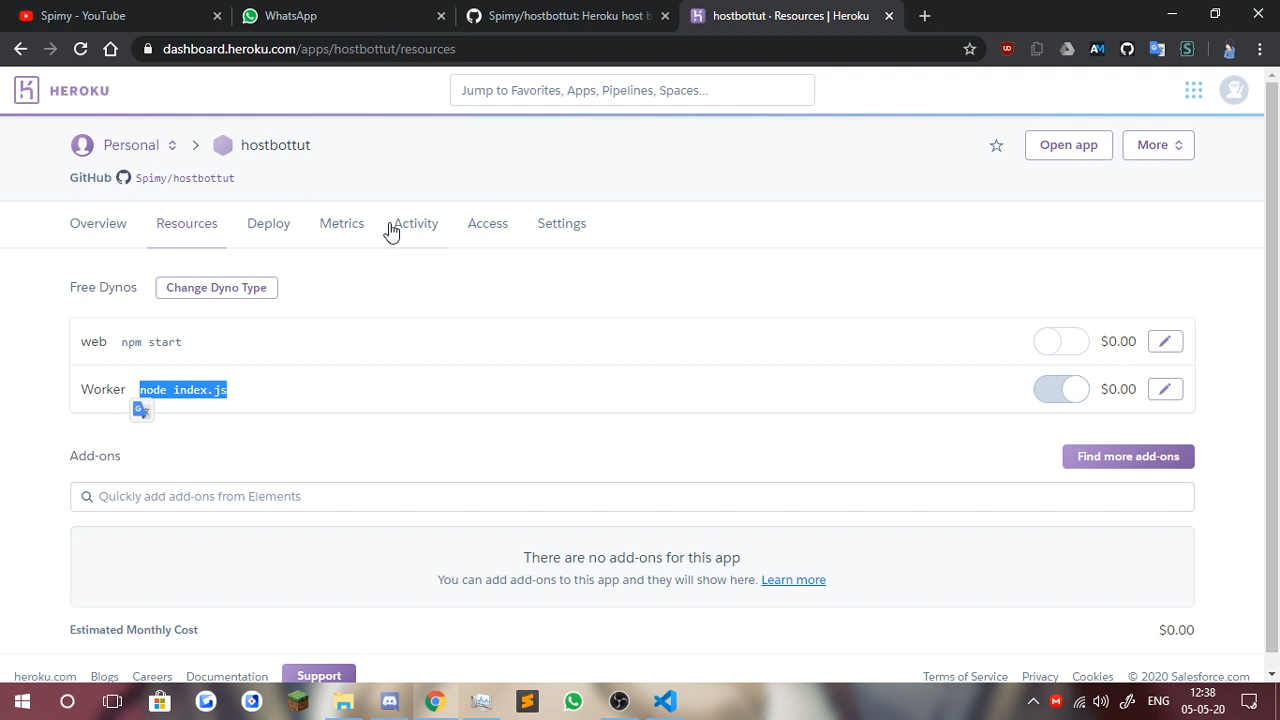 Spimy - YouTube
WhatsApp
Spimy/hostbottut: Heroku host b
hostbottut · Resources | Heroku
dashboard.heroku.com/apps/hostbottut/resources
HEROKU
Jump to Favorites, Apps, Pipelines, Spaces...
Personal
hostbottut
Open app
More
GitHub Spimy/hostbottut
Overview
Resources
Deploy
Metrics
Activity
Access
Settings
Free Dynos
Change Dyno Type
web npm start
$0.00
Worker node index.js
$0.00
Add-ons
Find more add-ons
Quickly add add-ons from Elements
There are no add-ons for this app
You can add add-ons to this app and they will show here. Learn more
Estimated Monthly Cost
$0.00
heroku.com
Blogs
Careers
Documentation
Support
Terms of Service
Privacy
Cookies
© 2020 Salesforce.com
ENG
12:38
05-05-20